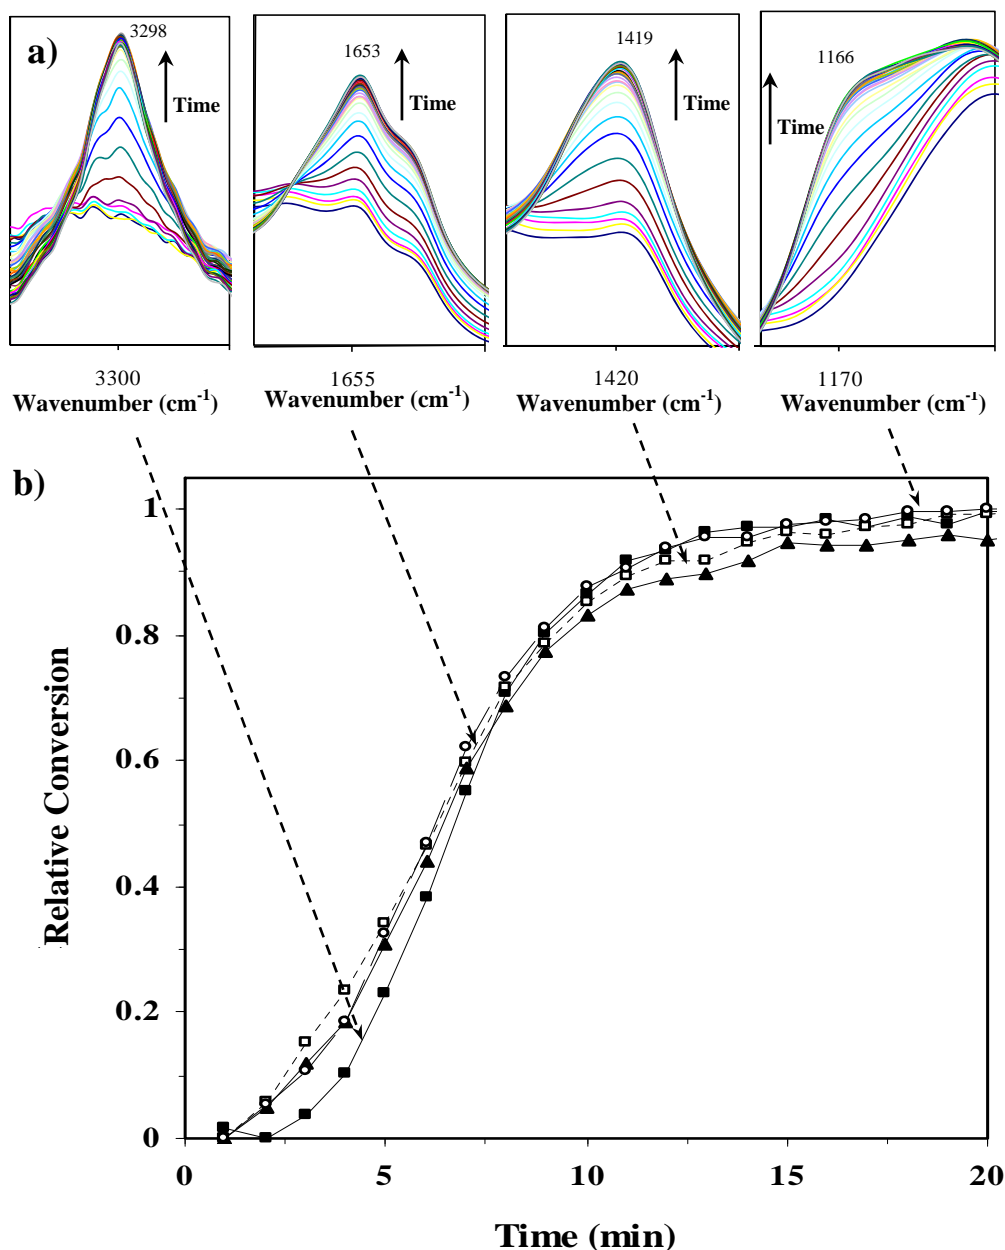 a)
3298
Time
1653
Time
1419
Time
1166
Time
3300
1655
1420
1170
Wavenumber (cm-1)
Wavenumber (cm-1)
Wavenumber (cm-1)
Wavenumber (cm-1)
b)
Relative Conversion
1
0.8
0.6
0.4
0.2
0
0
5
10
15
20
Time (min)